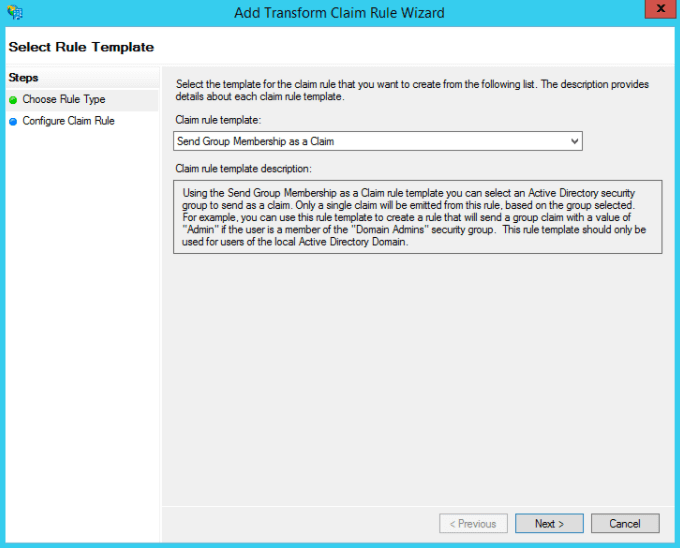 Add Transform Claim Rule Wizard
x
Select Rule Template
Steps
Choose Rule Type
Configure Claim Rule
Select the template for the claim rule that you want to create from the following list. The description provides
details about each claim rule template.
Claim rule template:
Send Group Membership as a Claim
Claim rule template description:
Using the Send Group Membership as a Claim rule template you can select an Active Directory security
group to send as a claim. Only a single claim will be emitted from this rule, based on the group selected.
For example, you can use this rule template to create a rule that will send a group claim with a value of
"Admin" if the user is a member of the "Domain Admins" security group.  This rule template should only be
used for users of the local Active Directory Domain.
< Previous
Next >
Cancel